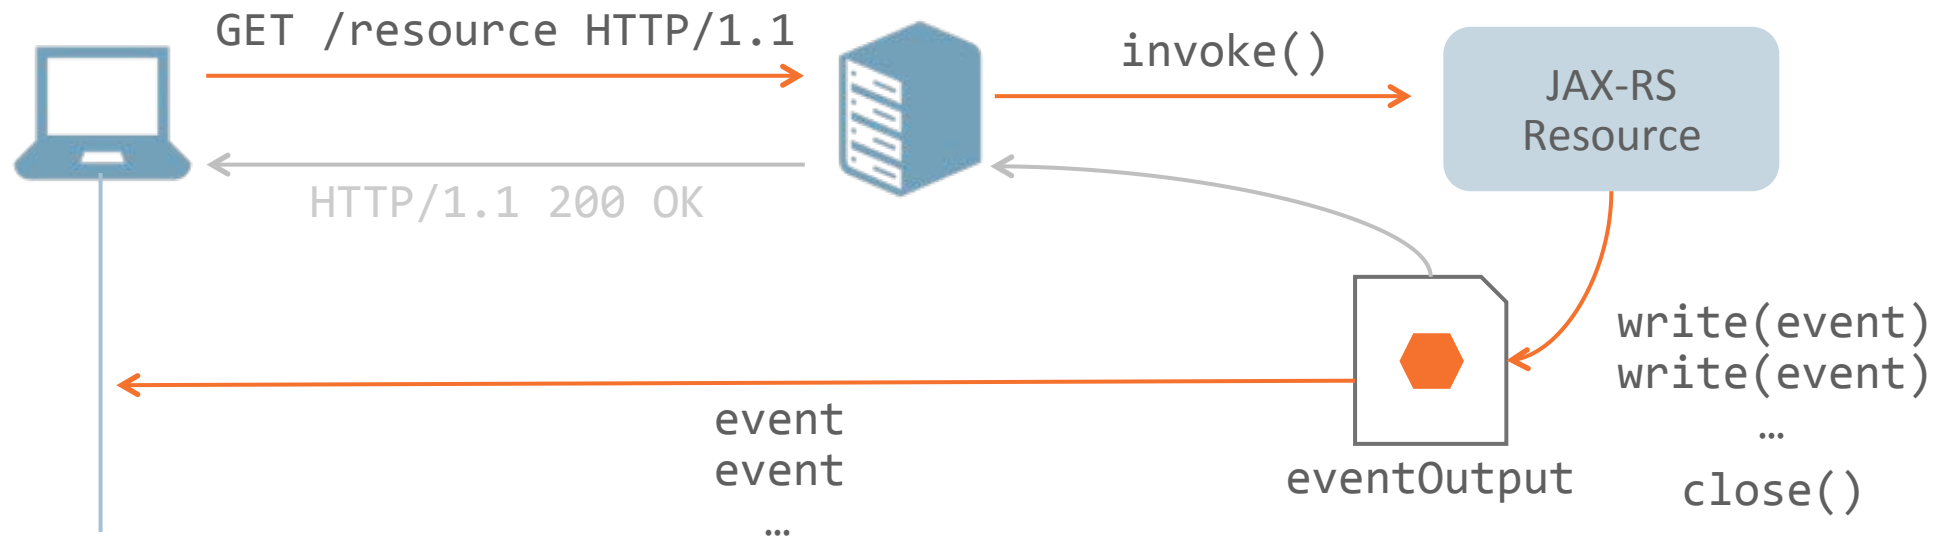 GET /resource HTTP/1.1
invoke()
JAX-RS
Resource
HTTP/1.1 200 OK
write(event)
write(event)
…
close()
eventOutput
event
event
…